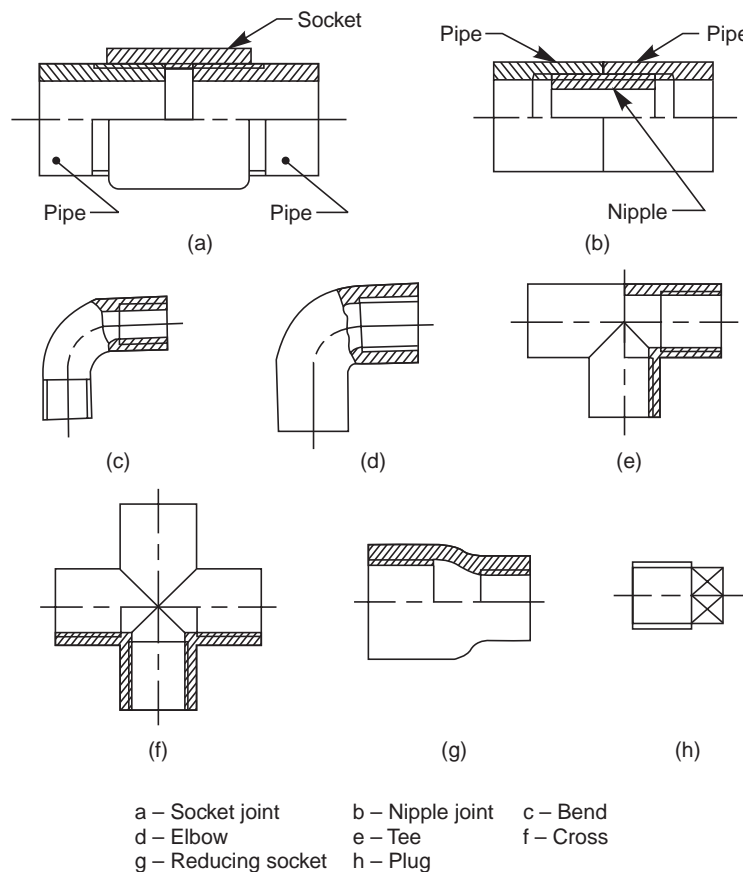 Socket
Pipe
Pipe
(a)
Pipe
Pipe
Nipple
(b)
(c)
(d)
(e)
(f)
(g)
(h)
a – Socket joint b – Nipple joint c – Bend
d – Elbow e – Tee f – Cross
g – Reducing socket h – Plug